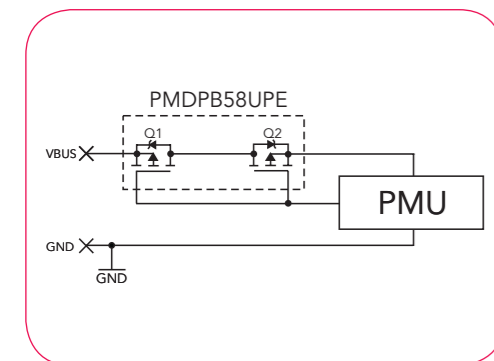 PMDPB58UPE
Q1 Q2
VBUS
PMU
GND
GND